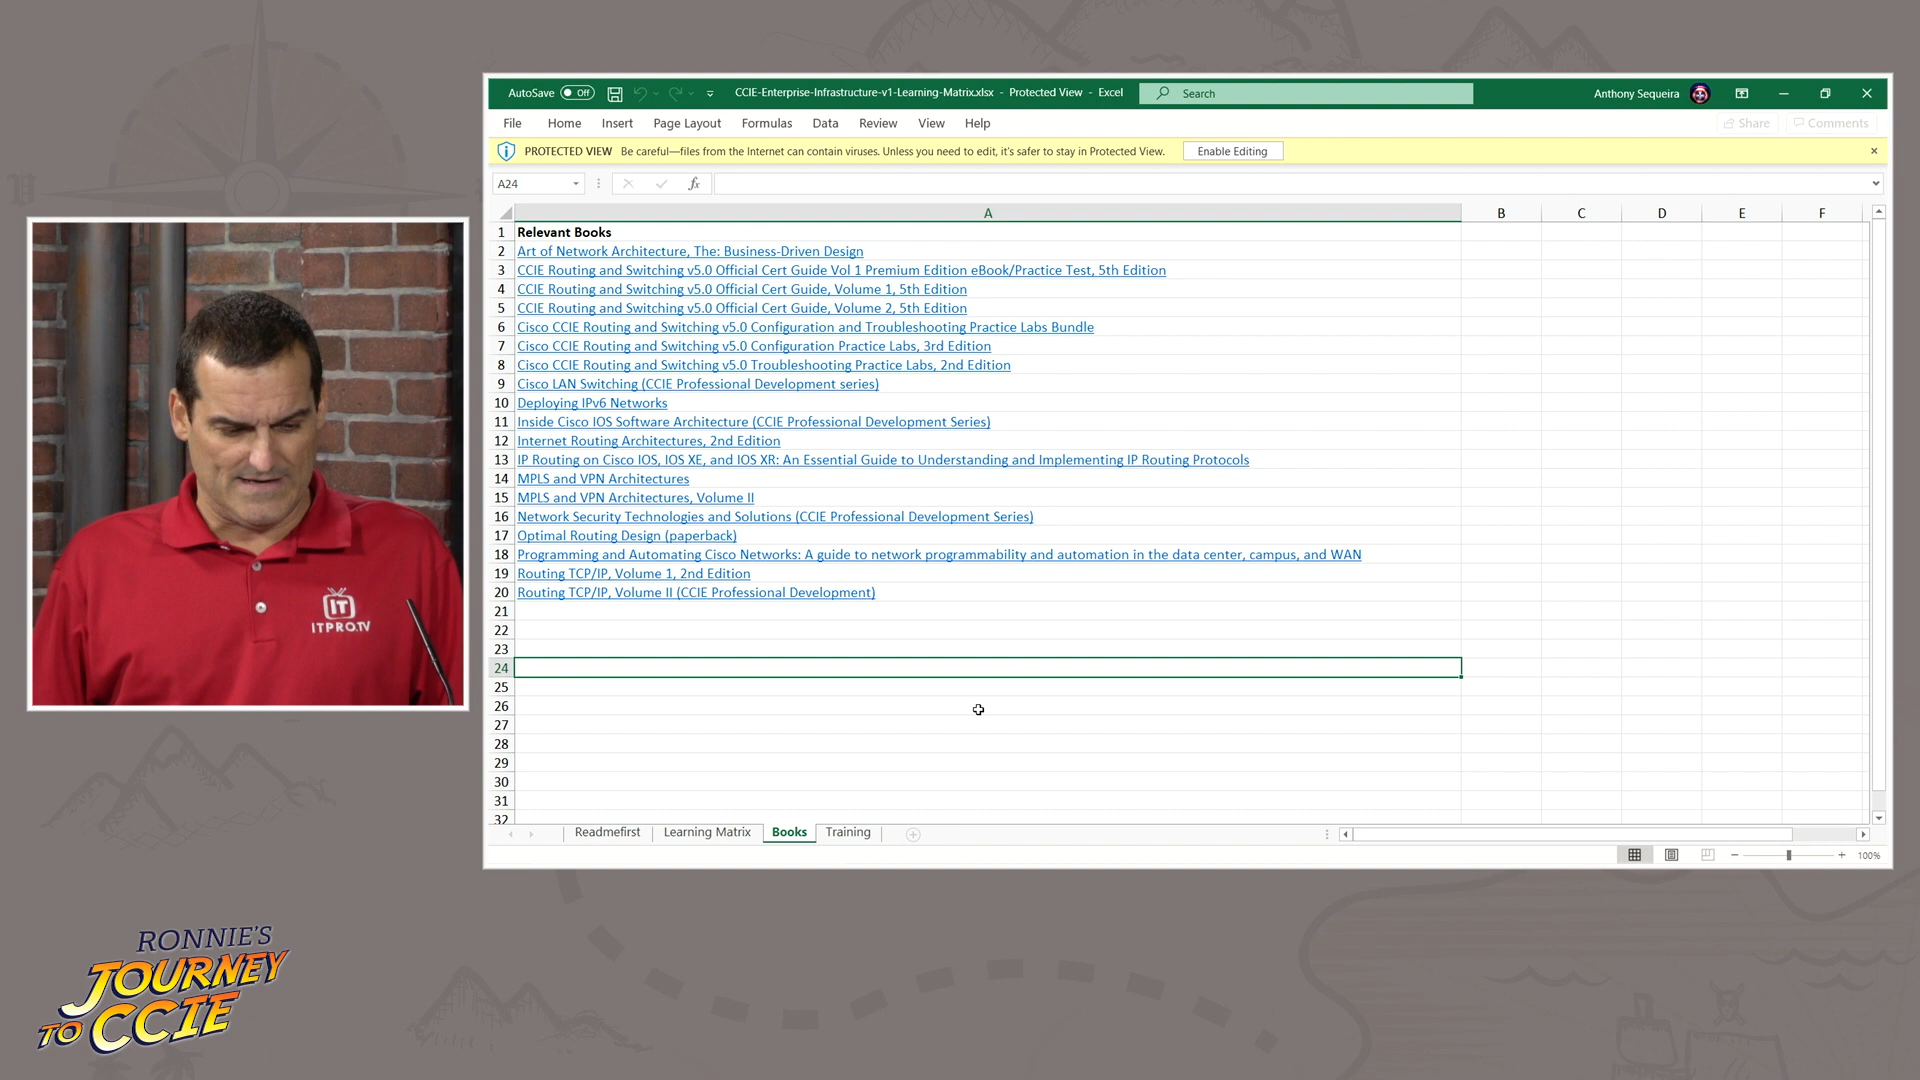 AutoSave Off CCIE-Enterprise-Infrastructure-v1-Learning-Matrix.xlsx - Protected View - Excel Search Anthony Sequeira
File Home Insert Page Layout Formulas Data Review View Help Share Comments
PROTECTED VIEW Be careful—files from the Internet can contain viruses. Unless you need to edit, it's safer to stay in Protected View. Enable Editing
A24 fx
A B C D E F
1 Relevant Books
2 Art of Network Architecture, The: Business-Driven Design
3 CCIE Routing and Switching v5.0 Official Cert Guide Vol 1 Premium Edition eBook/Practice Test, 5th Edition
4 CCIE Routing and Switching v5.0 Official Cert Guide, Volume 1, 5th Edition
5 CCIE Routing and Switching v5.0 Official Cert Guide, Volume 2, 5th Edition
6 Cisco CCIE Routing and Switching v5.0 Configuration and Troubleshooting Practice Labs Bundle
7 Cisco CCIE Routing and Switching v5.0 Configuration Practice Labs, 3rd Edition
8 Cisco CCIE Routing and Switching v5.0 Troubleshooting Practice Labs, 2nd Edition
9 Cisco LAN Switching (CCIE Professional Development series)
10 Deploying IPv6 Networks
11 Inside Cisco IOS Software Architecture (CCIE Professional Development Series)
12 Internet Routing Architectures, 2nd Edition
13 IP Routing on Cisco IOS, IOS XE, and IOS XR: An Essential Guide to Understanding and Implementing IP Routing Protocols
14 MPLS and VPN Architectures
15 MPLS and VPN Architectures, Volume II
16 Network Security Technologies and Solutions (CCIE Professional Development Series)
17 Optimal Routing Design (paperback)
18 Programming and Automating Cisco Networks: A guide to network programmability and automation in the data center, campus, and WAN
19 Routing TCP/IP, Volume 1, 2nd Edition
20 Routing TCP/IP, Volume II (CCIE Professional Development)
21
22
23
24
25
26
27
28
29
30
31
32
Readmefirst Learning Matrix Books Training
100%
IT
ITPRO.TV
RONNIE'S
JOURNEY
TO CCIE